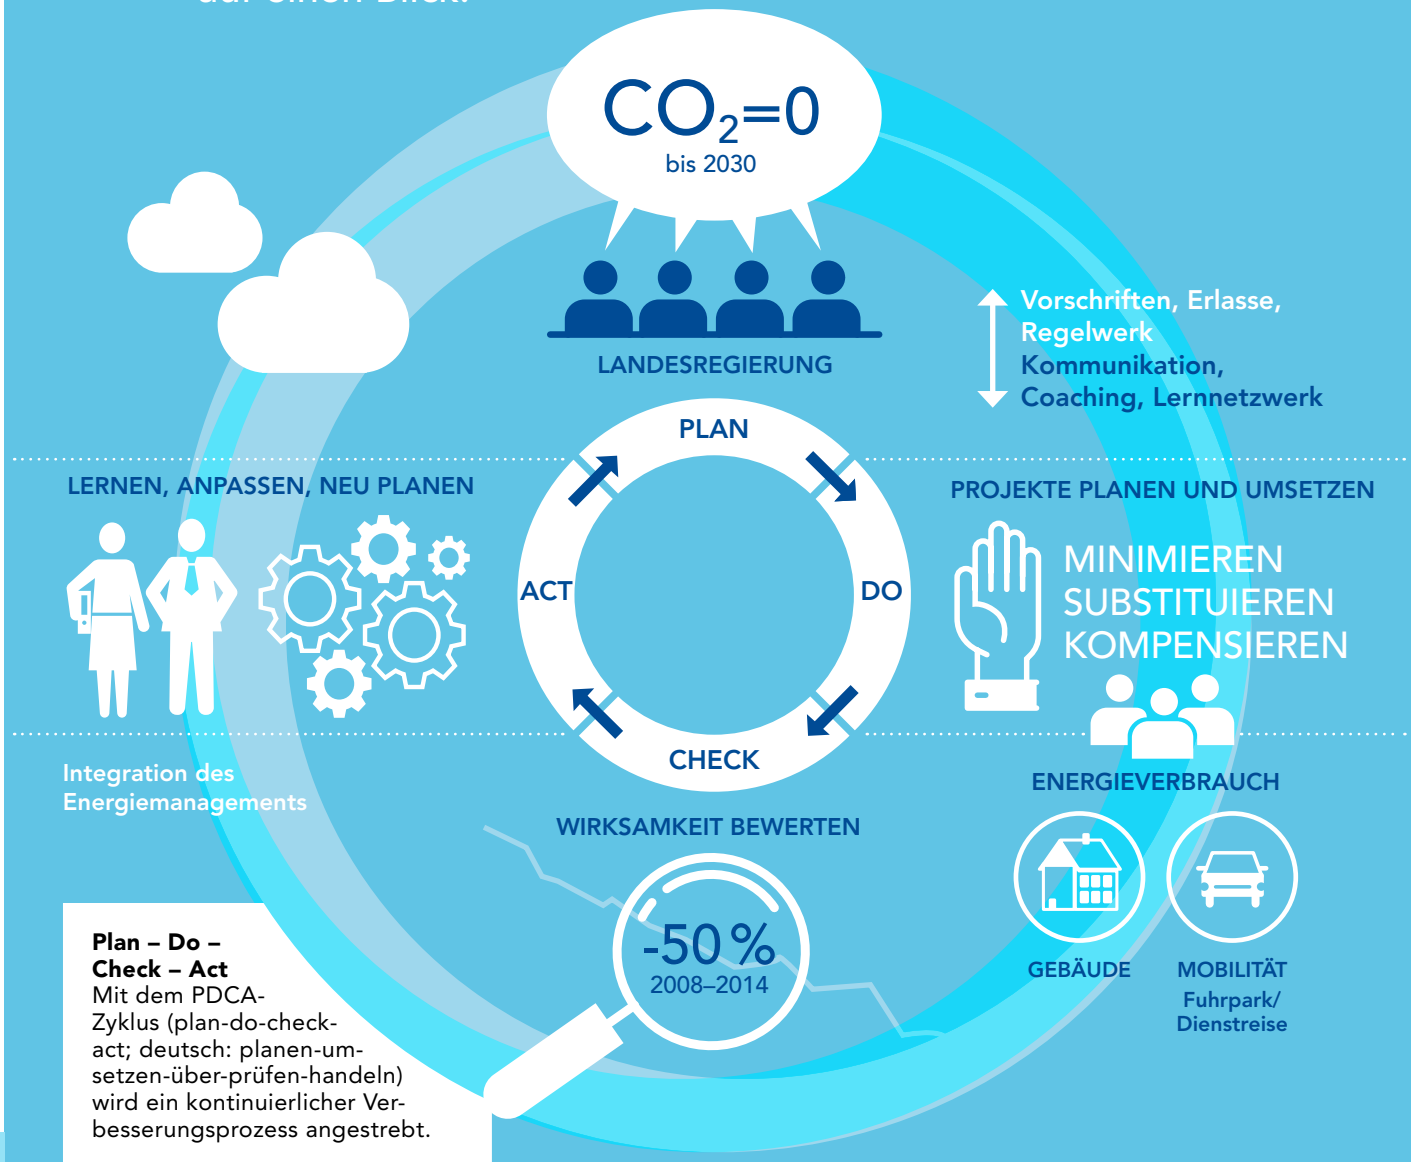 auf einen Blick.
CO₂=0
bis 2030
LANDESREGIERUNG
Vorschriften, Erlasse,
Regelwerk
Kommunikation,
Coaching, Lernnetzwerk
PLAN
LERNEN, ANPASSEN, NEU PLANEN
PROJEKTE PLANEN UND UMSETZEN
MINIMIEREN
SUBSTITUIEREN
KOMPENSIEREN
ACT
DO
CHECK
Integration des
Energiemanagements
ENERGIEVERBRAUCH
WIRKSAMKEIT BEWERTEN
-50 %
2008–2014
GEBÄUDE
MOBILITÄT
Fuhrpark/
Dienstreise
Plan – Do –
Check – Act
Mit dem PDCA-
Zyklus (plan-do-check-
act; deutsch: planen-um-
setzen-über-prüfen-handeln)
wird ein kontinuierlicher Ver-
besserungsprozess angestrebt.